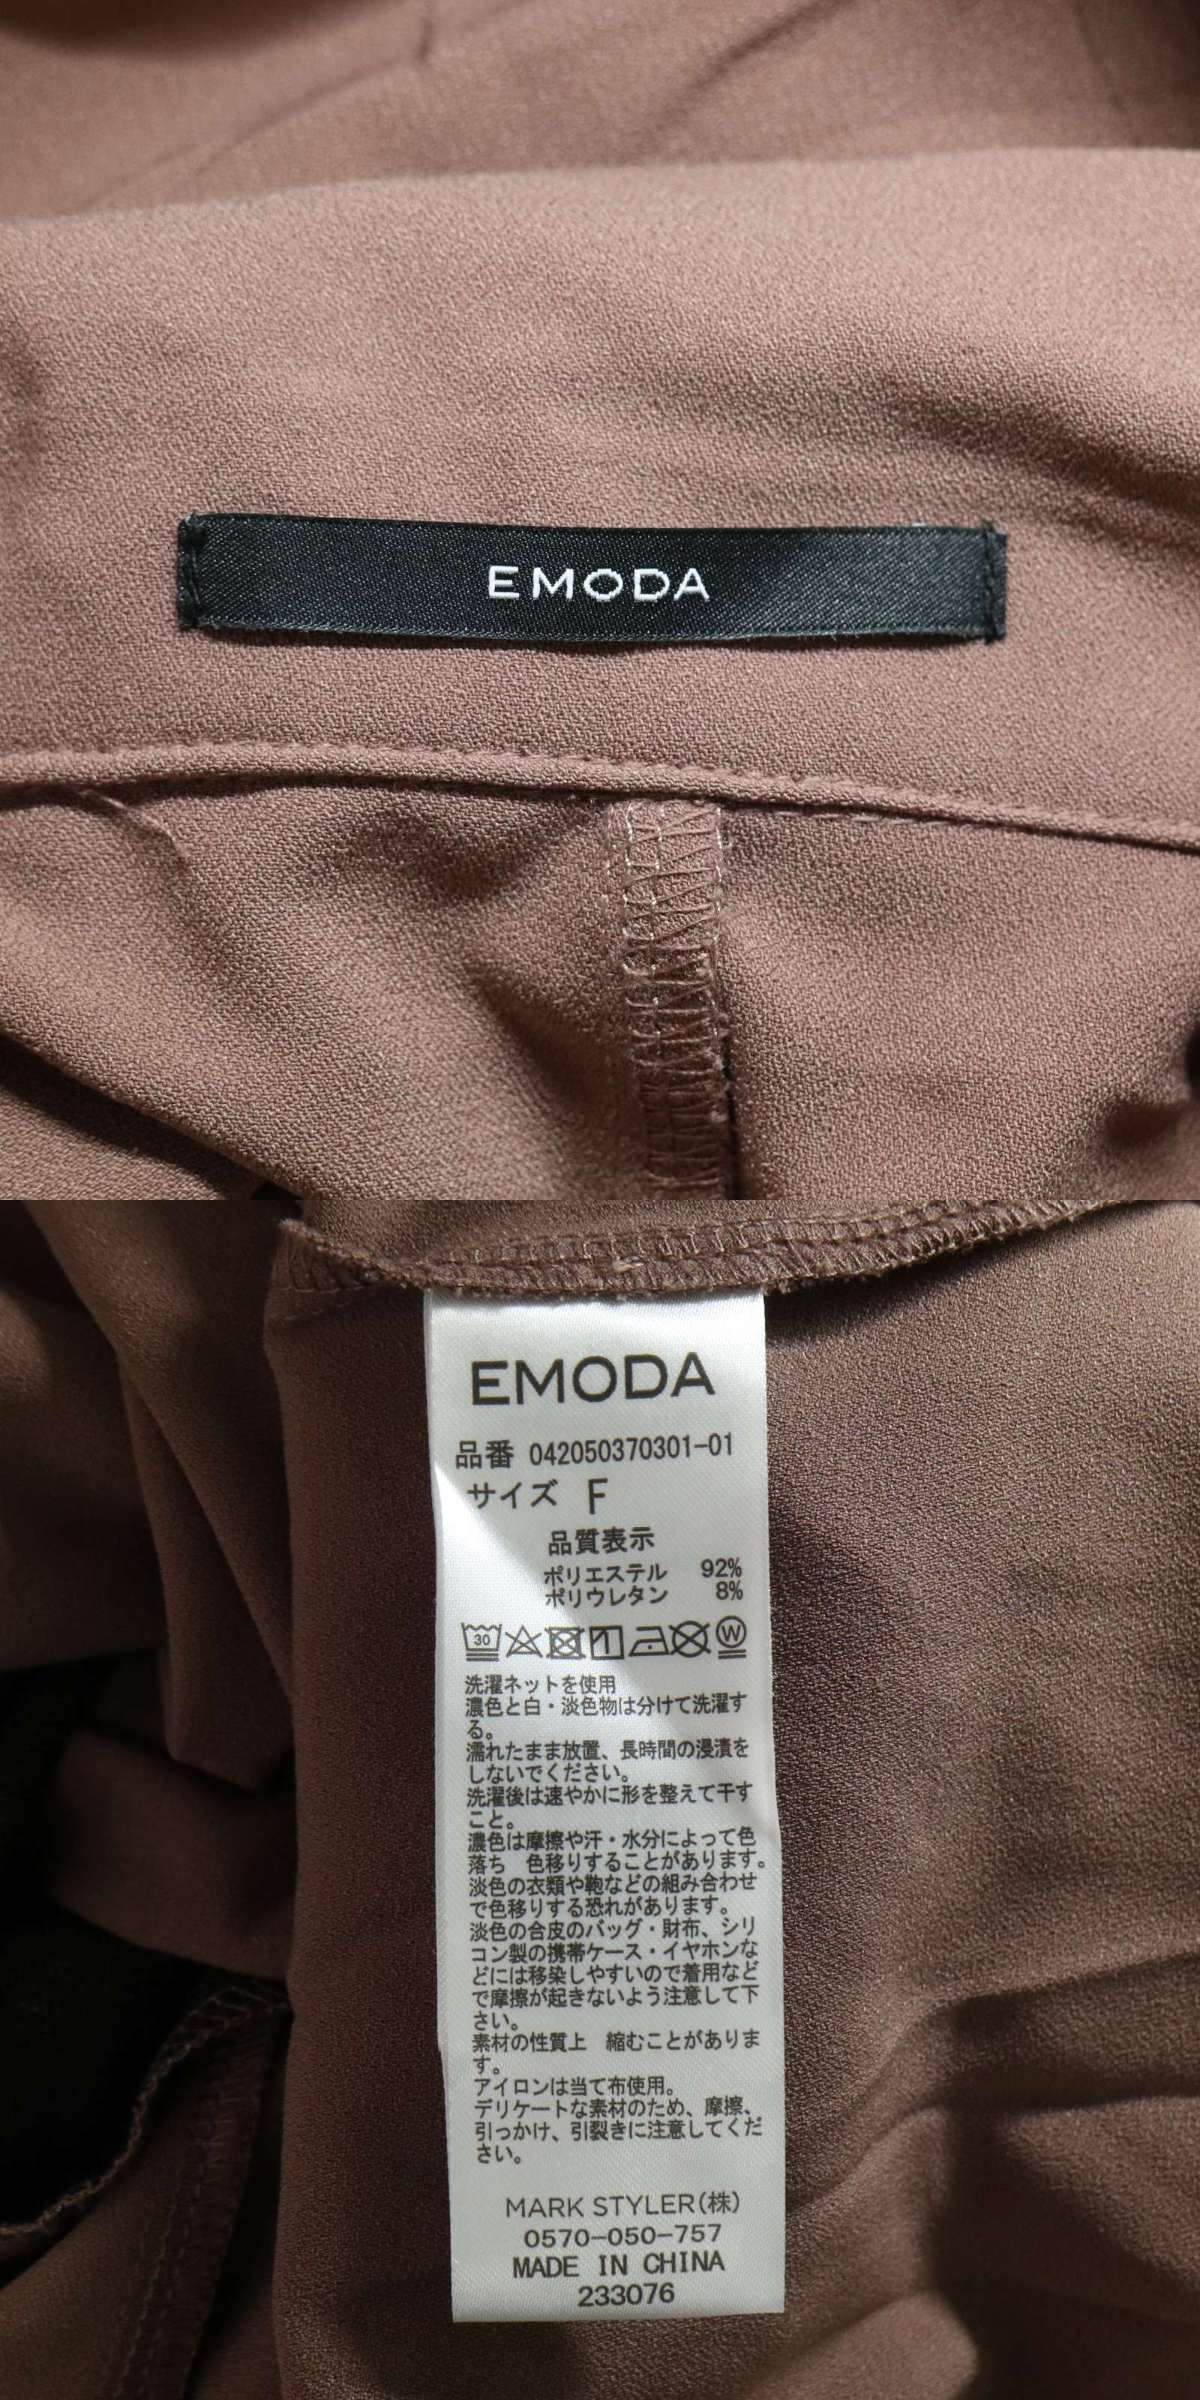 EMODA
EMODA
品番 042050370301-01
サイズ F
品質表示
ポリエステル 92%
ポリウレタン 8%
30 W
洗濯ネットを使用
濃色と白・淡色物は分けて洗濯す
る。
濡れたまま放置、長時間の浸漬を
しないでください。
洗濯後は速やかに形を整えて干す
こと。
濃色は摩擦や汗・水分によって色
落ち 色移りすることがあります。
淡色の衣類や鞄などの組み合わせ
で色移りする恐れがあります。
淡色の合皮のバッグ・財布、シリ
コン製の携帯ケース・イヤホンな
どには移染しやすいので着用など
で摩擦が起きないよう注意して下
さい。
素材の性質上 縮むことがありま
す。
アイロンは当て布使用。
デリケートな素材のため、摩擦、
引っかけ、引裂きに注意してくだ
さい。
MARK STYLER(株)
0570-050-757
MADE IN CHINA
233076